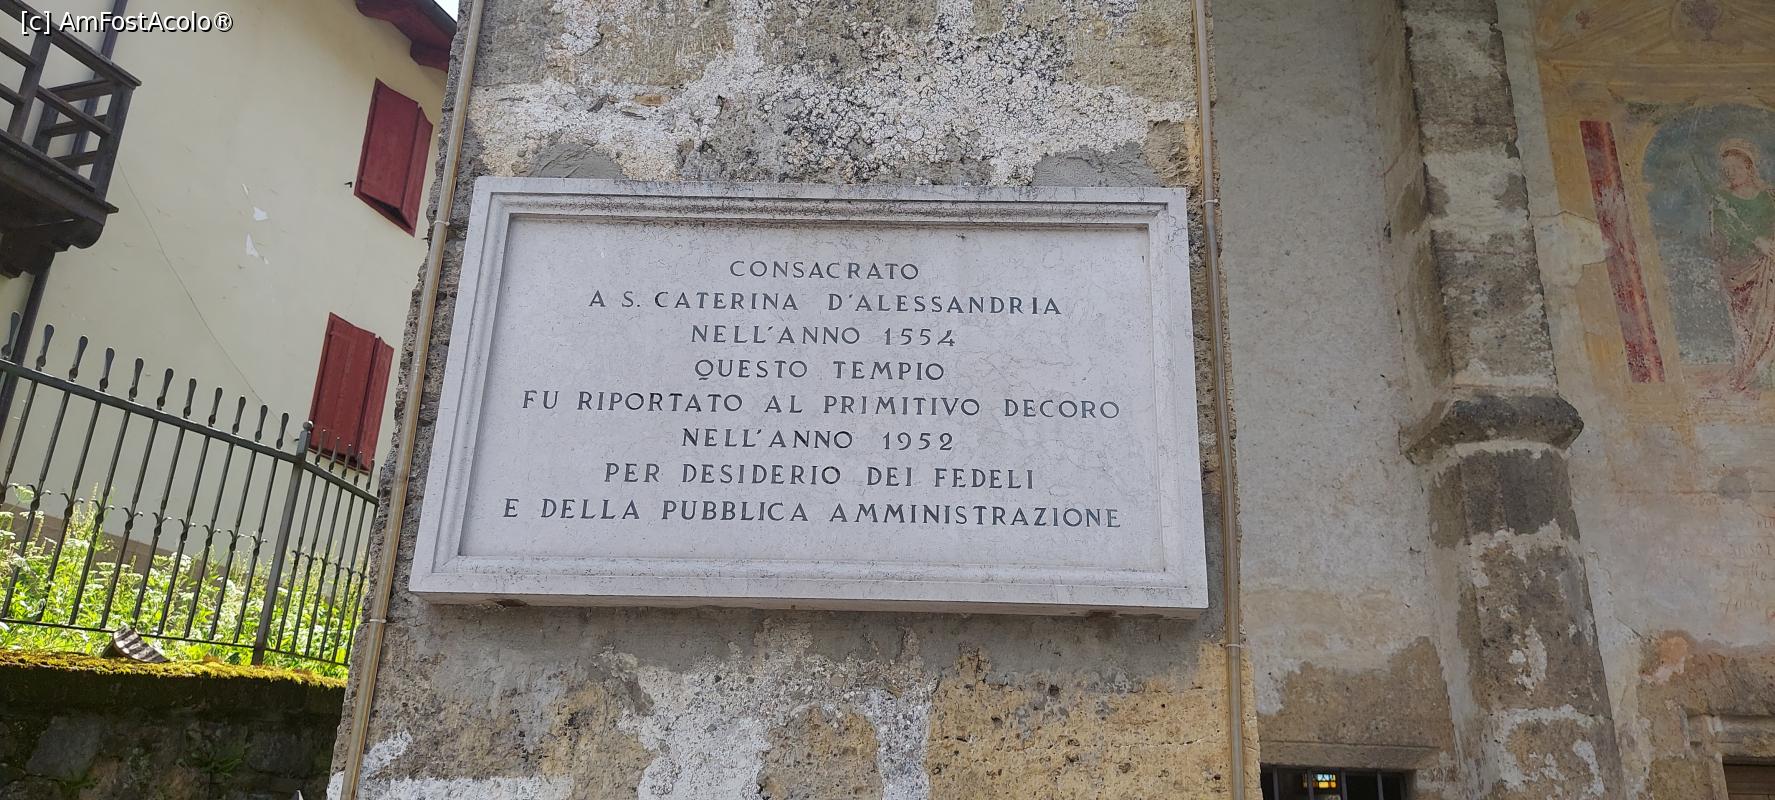 [c] AmFostAcolo®
CONSACRATO
A S. CATERINA D'ALESSANDRIA
NELL'ANNO 1554
QUESTO TEMPIO
FU RIPORTATO AL PRIMITIVO DECORO
NELL'ANNO 1952
PER DESIDERIO DEI FEDELI
E DELLA PUBBLICA AMMINISTRAZIONE